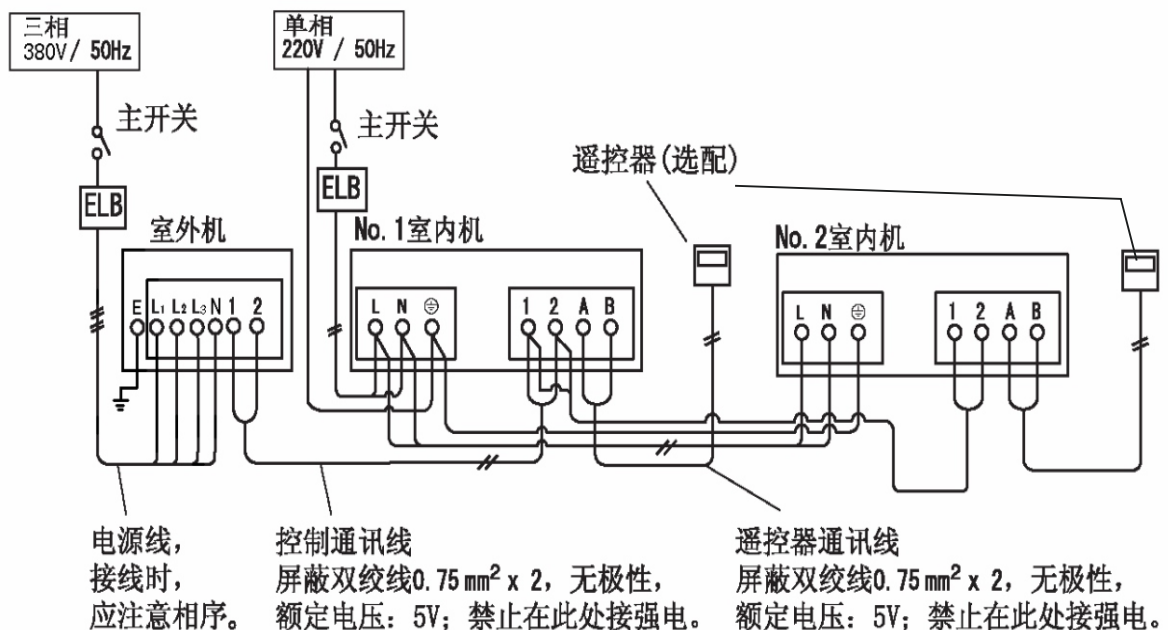 三相
380V/ 50Hz
单相
220V / 50Hz
主开关
主开关
遥控器(选配)
ELB
ELB
室外机
No. 1室内机
No. 2室内机
E L1 L2 L3 N 1 2
L N
1 2 A B
L N
1 2 A B
电源线，
接线时，
应注意相序。
控制通讯线
屏蔽双绞线0.75mm² x 2，无极性，
额定电压：5V；禁止在此处接强电。
遥控器通讯线
屏蔽双绞线0.75mm² x 2，无极性，
额定电压：5V；禁止在此处接强电。